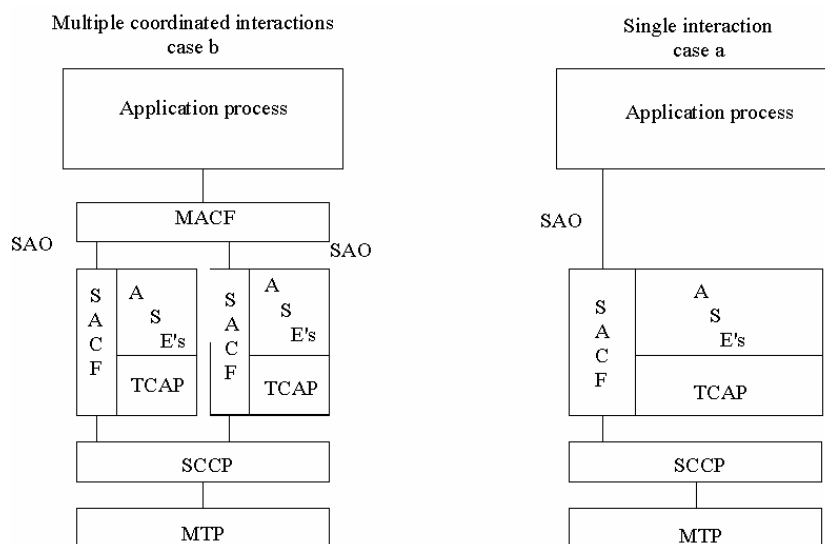 Multiple coordinated interactions
case b
Application process
MACF
SAO
SAO
S
A
C
F
A
S
E's
TCAP
S
A
C
F
A
S
E's
TCAP
SCCP
MTP
Single interaction
case a
Application process
SAO
S
A
C
F
A
S
E's
TCAP
SCCP
MTP